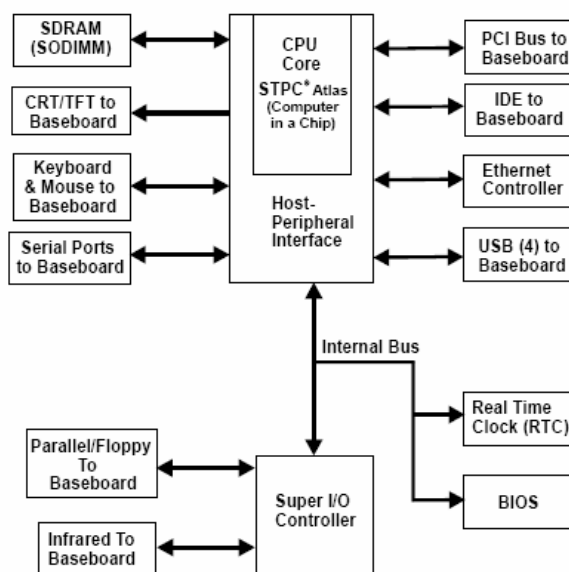 SDRAM
(SODIMM)
CRT/TFT to
Baseboard
Keyboard
& Mouse to
Baseboard
Serial Ports
to Baseboard
CPU
Core
STPC* Atlas
(Computer
in a Chip)
Host-
Peripheral
Interface
PCI Bus to
Baseboard
IDE to
Baseboard
Ethernet
Controller
USB (4) to
Baseboard
Internal Bus
Real Time
Clock (RTC)
BIOS
Parallel/Floppy
To
Baseboard
Infrared To
Baseboard
Super I/O
Controller